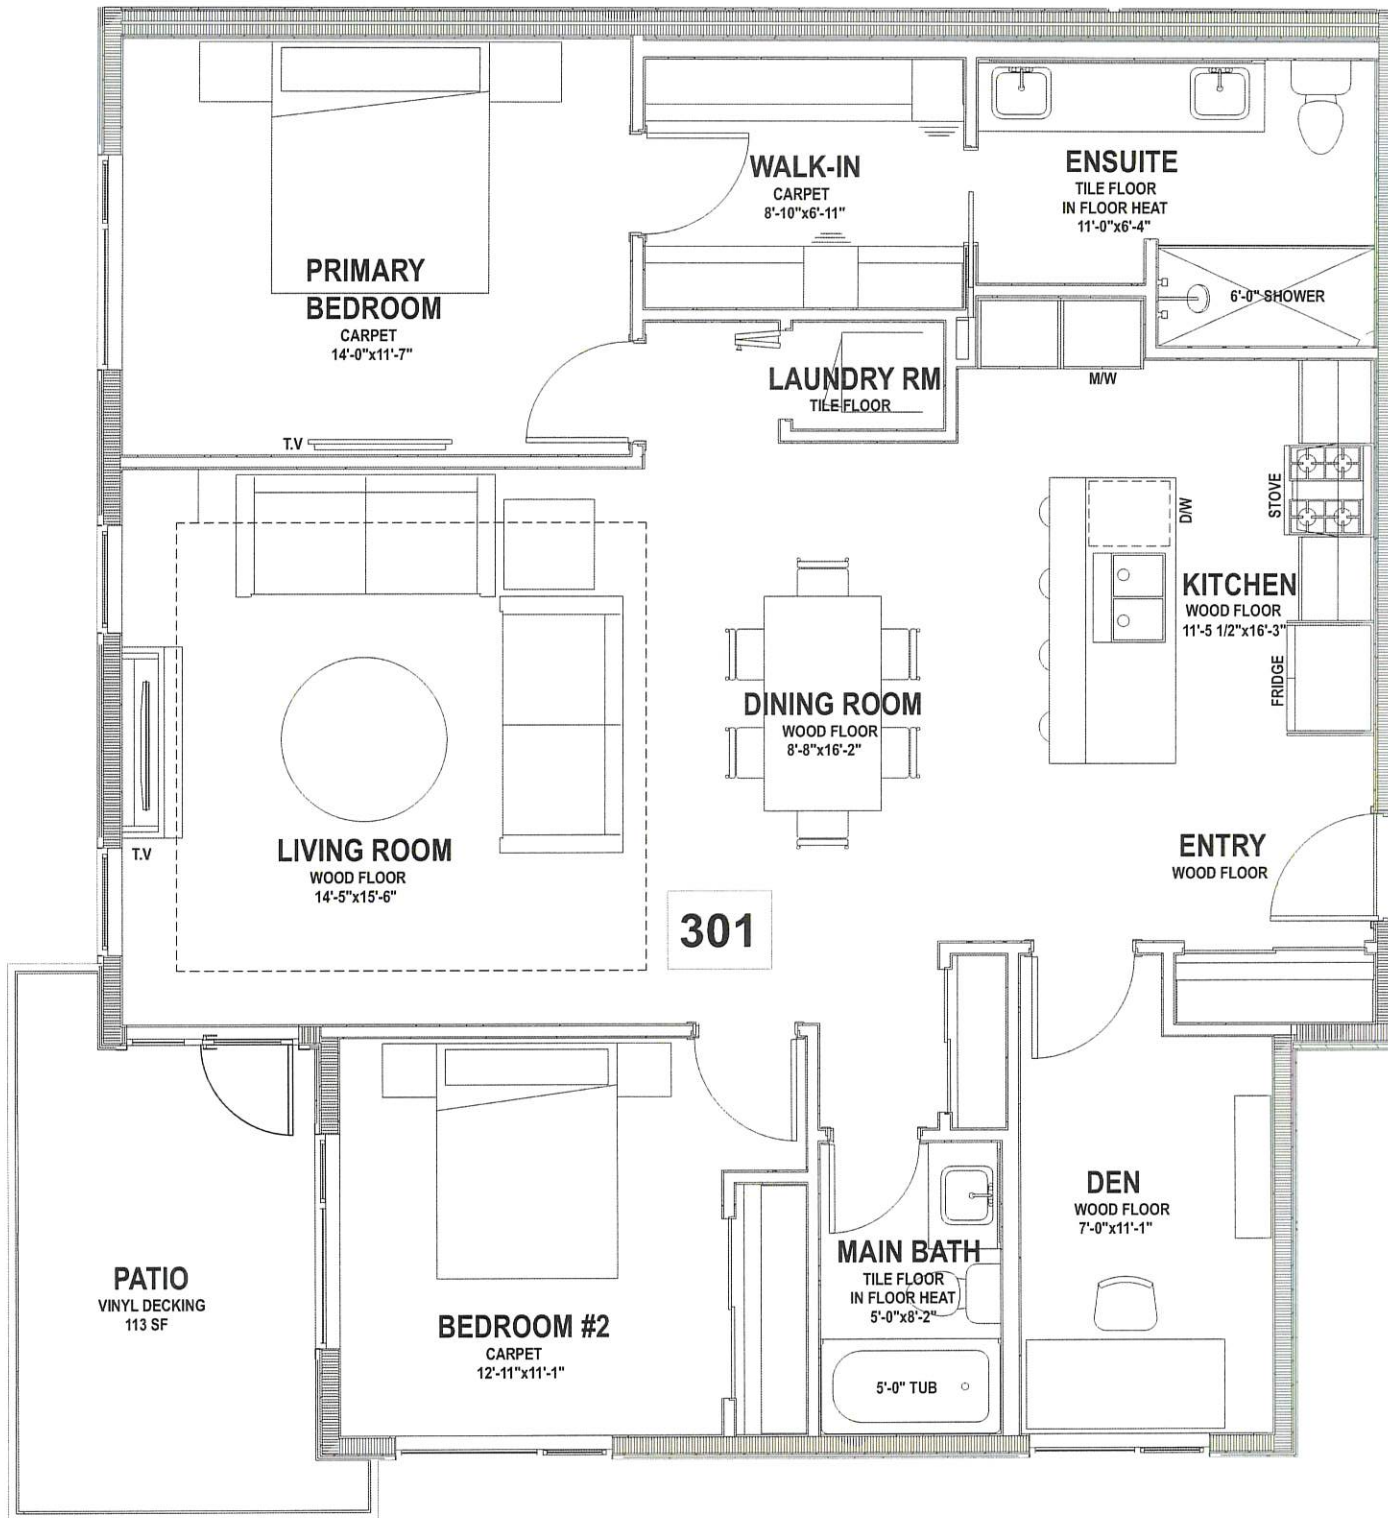 WALK-IN
CARPET
8'-10"x6'-11"
ENSUITE
TILE FLOOR
IN FLOOR HEAT
11'-0"x6'-4"
PRIMARY
BEDROOM
CARPET
14'-0"x11'-7"
6'-0" SHOWER
LAUNDRY RM
TILE FLOOR
M/W
T.V
STOVE
D/W
KITCHEN
WOOD FLOOR
11'-5 1/2"x16'-3"
FRIDGE
DINING ROOM
WOOD FLOOR
8'-8"x16'-2"
T.V
LIVING ROOM
WOOD FLOOR
14'-5"x15'-6"
ENTRY
WOOD FLOOR
301
DEN
WOOD FLOOR
7'-0"x11'-1"
MAIN BATH
TILE FLOOR
IN FLOOR HEAT
5'-0"x8'-2"
PATIO
VINYL DECKING
113 SF
BEDROOM #2
CARPET
12'-11"x11'-1"
5'-0" TUB